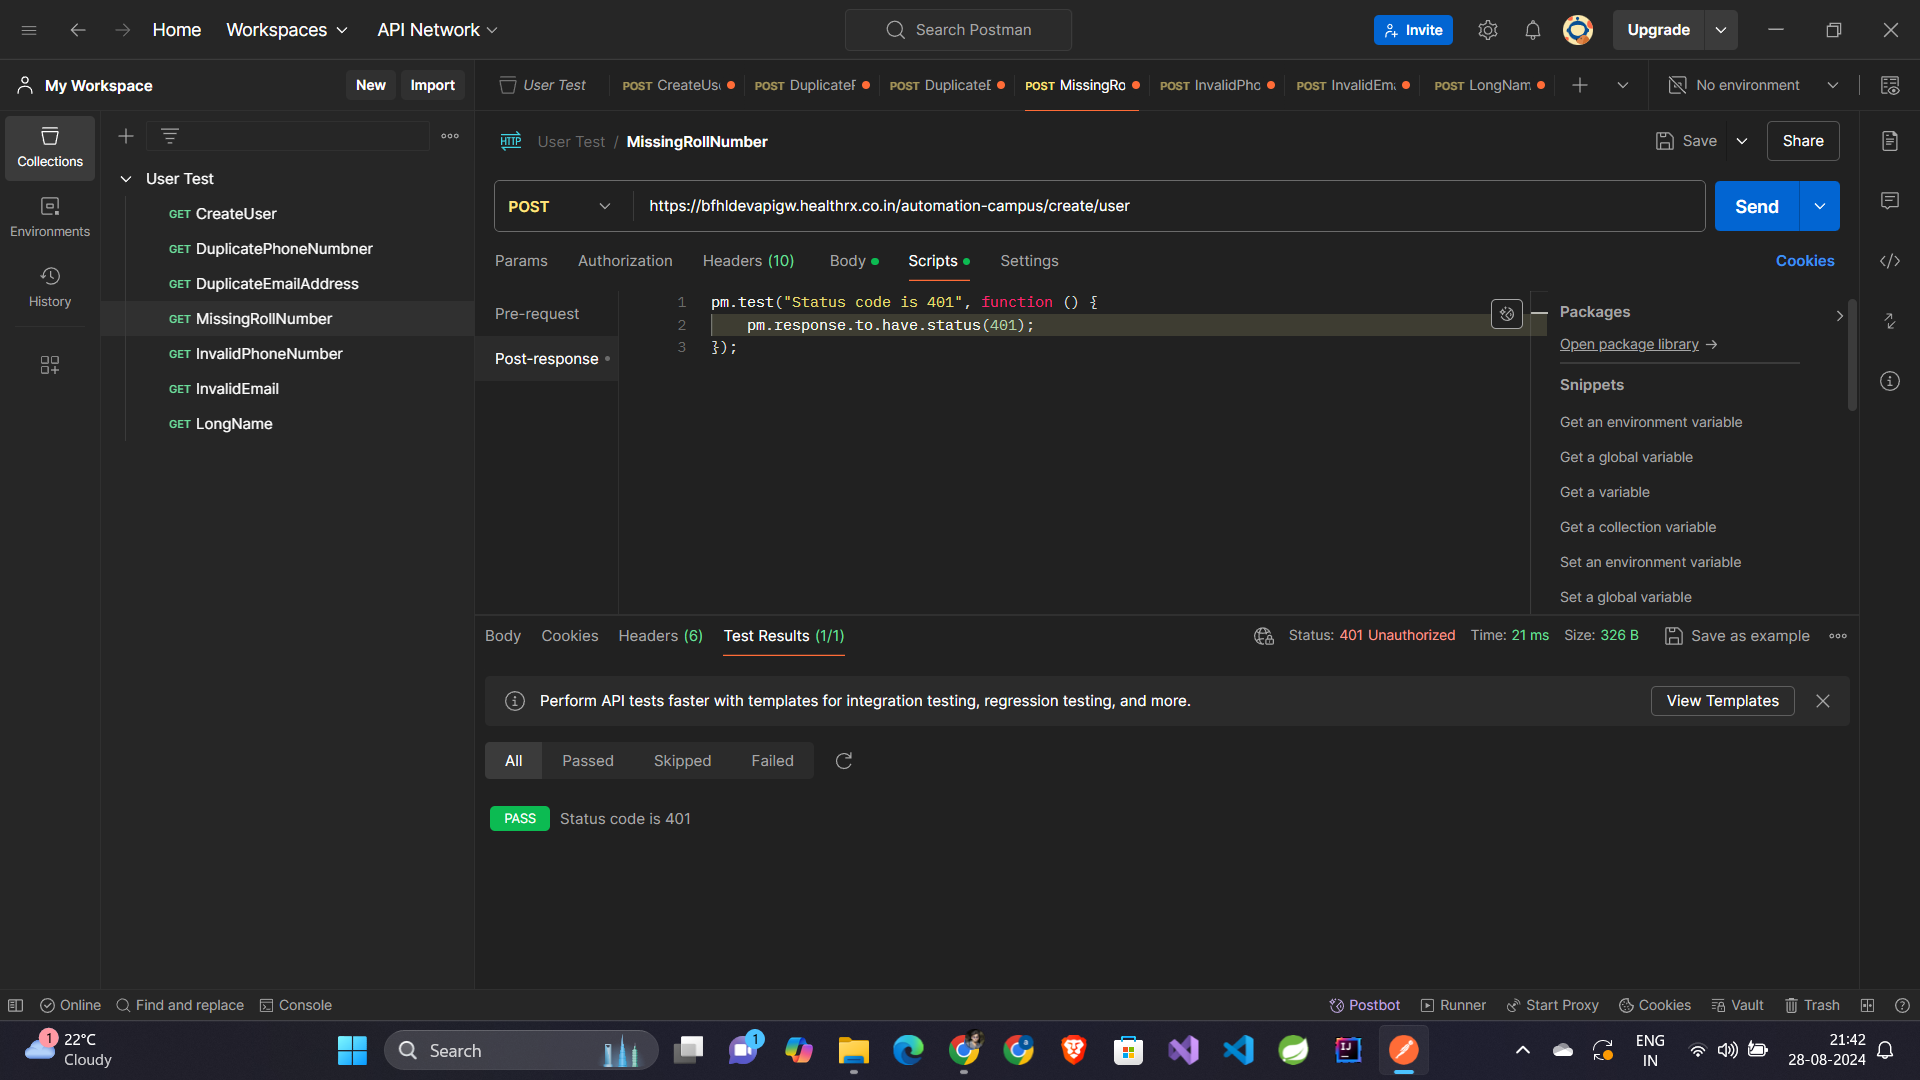 Home
Workspaces
API Network
Search Postman
Invite
Upgrade
My Workspace
New
Import
User Test
POST CreateUs
POST DuplicateF
POST DuplicateE
POST MissingRo
POST InvalidPho
POST InvalidEma
POST LongNam
No environment
Collections
Environments
History
User Test
GET CreateUser
GET DuplicatePhoneNumbner
GET DuplicateEmailAddress
GET MissingRollNumber
GET InvalidPhoneNumber
GET InvalidEmail
GET LongName
HTTP
User Test / MissingRollNumber
Save
Share
POST
https://bfhldevapigw.healthrx.co.in/automation-campus/create/user
Send
Params
Authorization
Headers (10)
Body
Scripts
Settings
Cookies
Pre-request
Post-response
1 pm.test("Status code is 401", function () {
2 pm.response.to.have.status(401);
3 });
Packages
Open package library →
Snippets
Get an environment variable
Get a global variable
Get a variable
Get a collection variable
Set an environment variable
Set a global variable
Body
Cookies
Headers (6)
Test Results (1/1)
Status: 401 Unauthorized
Time: 21 ms
Size: 326 B
Save as example
Perform API tests faster with templates for integration testing, regression testing, and more.
View Templates
All
Passed
Skipped
Failed
PASS
Status code is 401
Online
Find and replace
Console
Postbot
Runner
Start Proxy
Cookies
Vault
Trash
1
22°C
Cloudy
Search
1
ENG
IN
21:42
28-08-2024